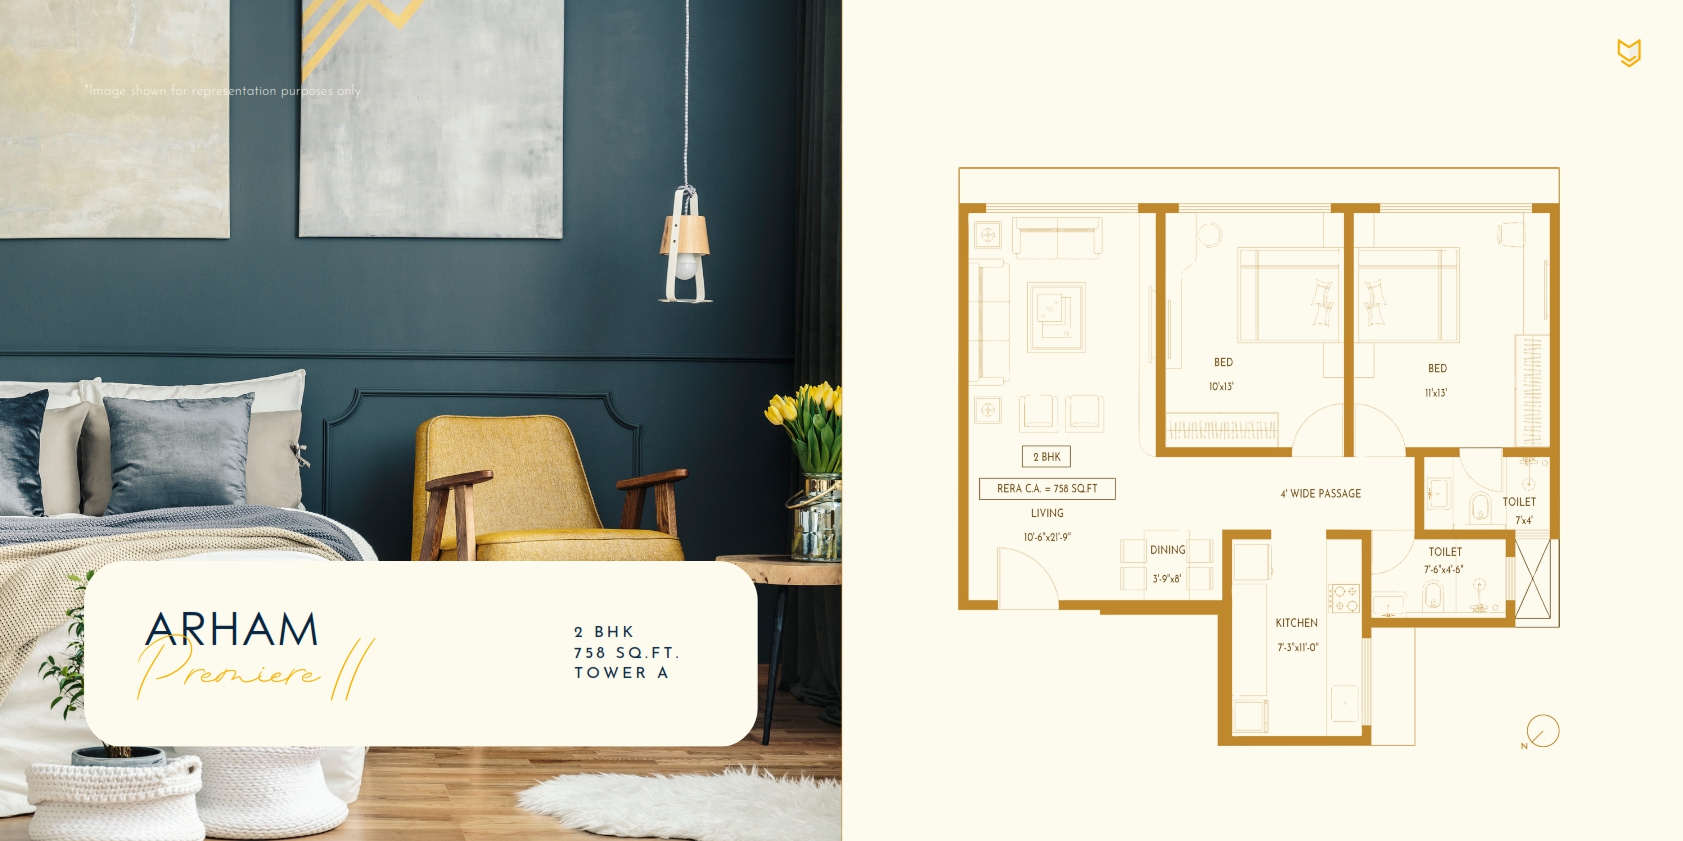 *Image shown for representation purposes only
ARHAM
Premiere II
2 BHK
758 SQ.FT.
TOWER A
BED
10'x13'
BED
11'x13'
2 BHK
RERA C.A. = 758 SQ.FT
LIVING
10'-6"x21'-9"
4' WIDE PASSAGE
TOILET
7'x4'
DINING
3'-9"x8'
TOILET
7'-6"x4'-6"
KITCHEN
7'-3"x11'-0"
N